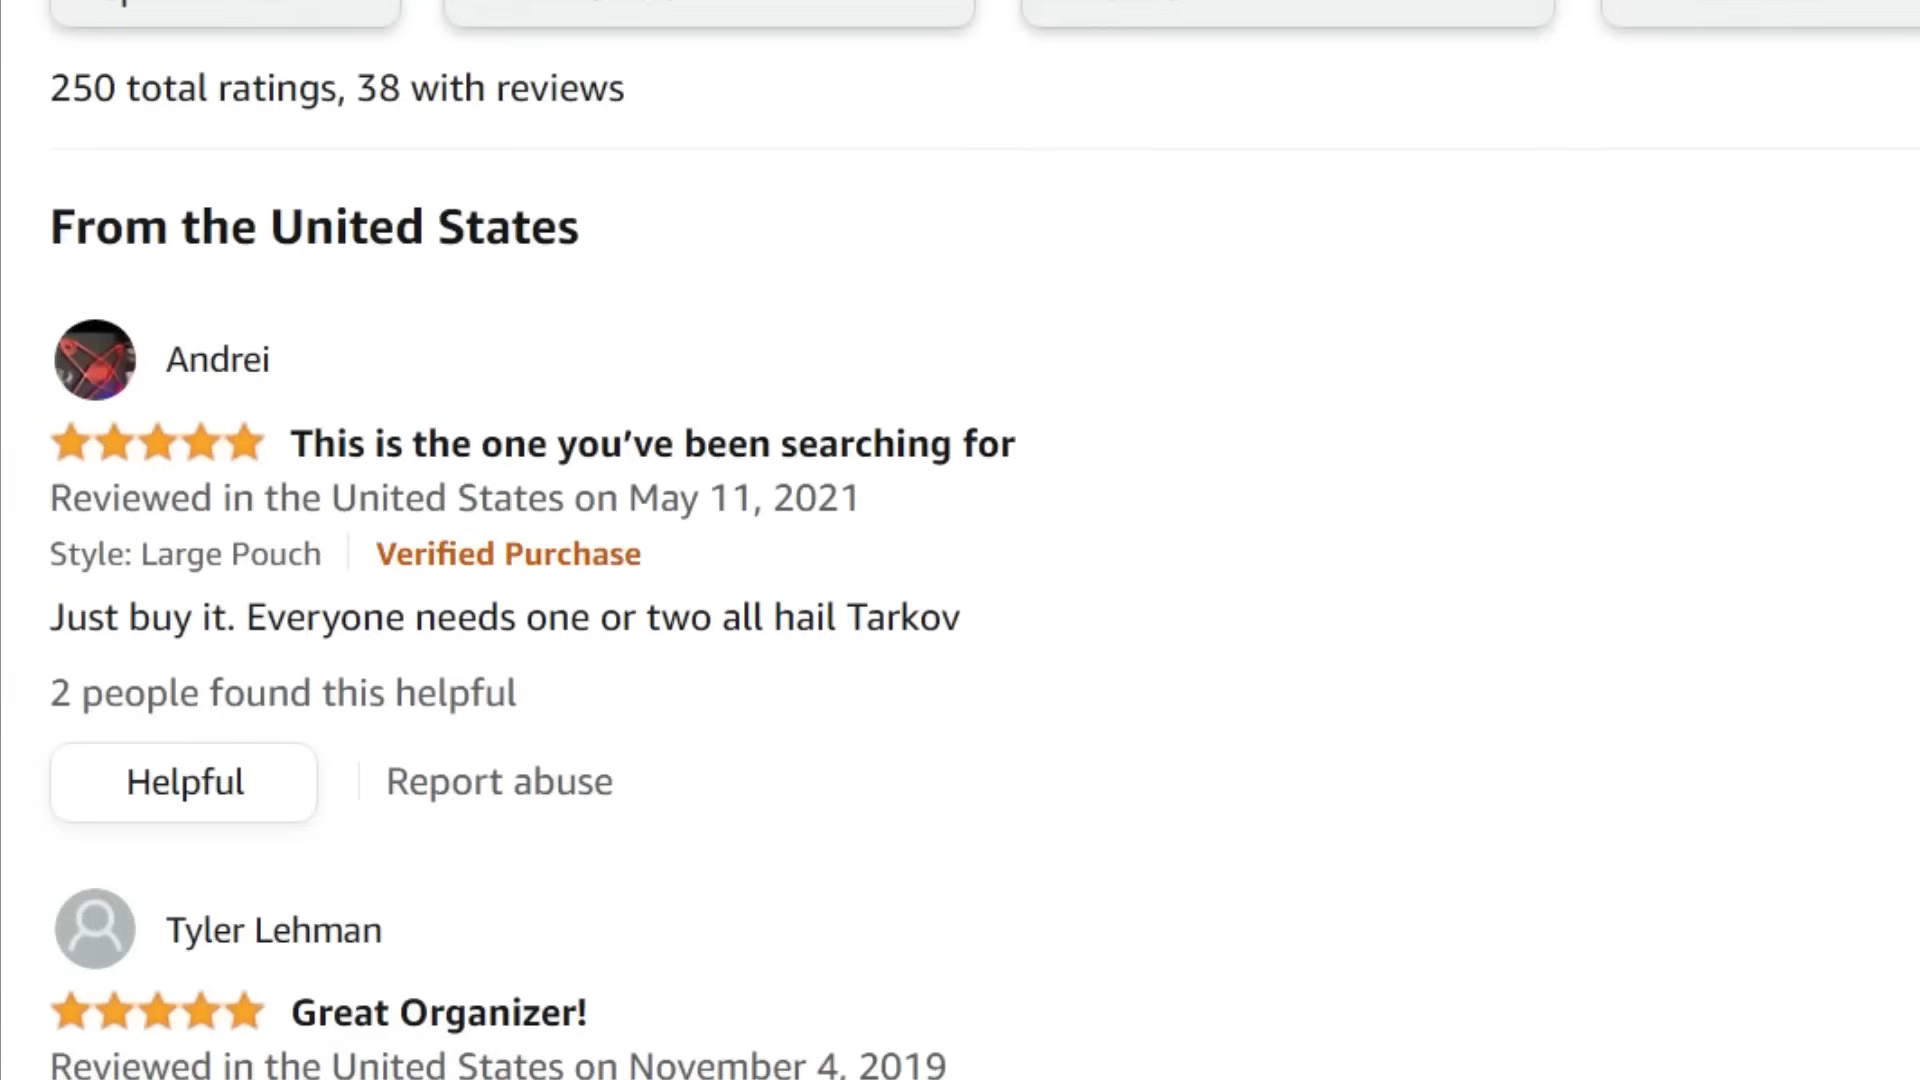 250 total ratings, 38 with reviews
From the United States
Andrei
This is the one you’ve been searching for
Reviewed in the United States on May 11, 2021
Style: Large Pouch
Verified Purchase
Just buy it. Everyone needs one or two all hail Tarkov
2 people found this helpful
Helpful
Report abuse
Tyler Lehman
Great Organizer!
Reviewed in the United States on November 4, 2019